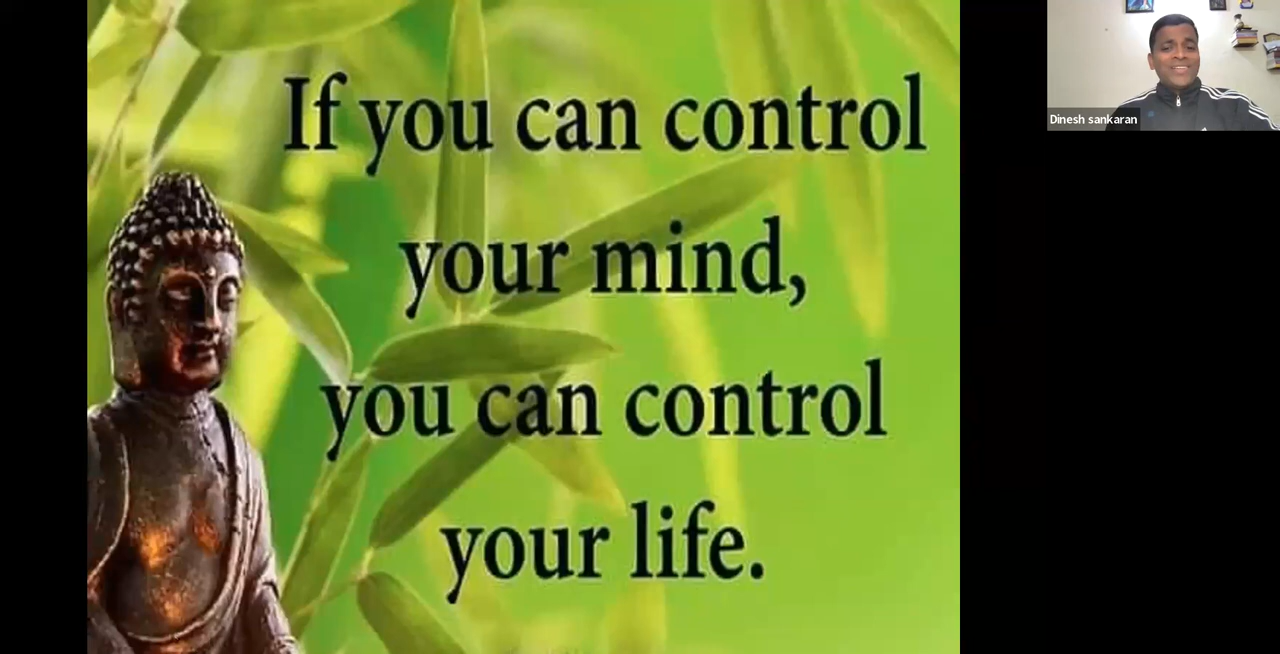 If you can control
your mind,
you can control
your life.
Dinesh sankaran